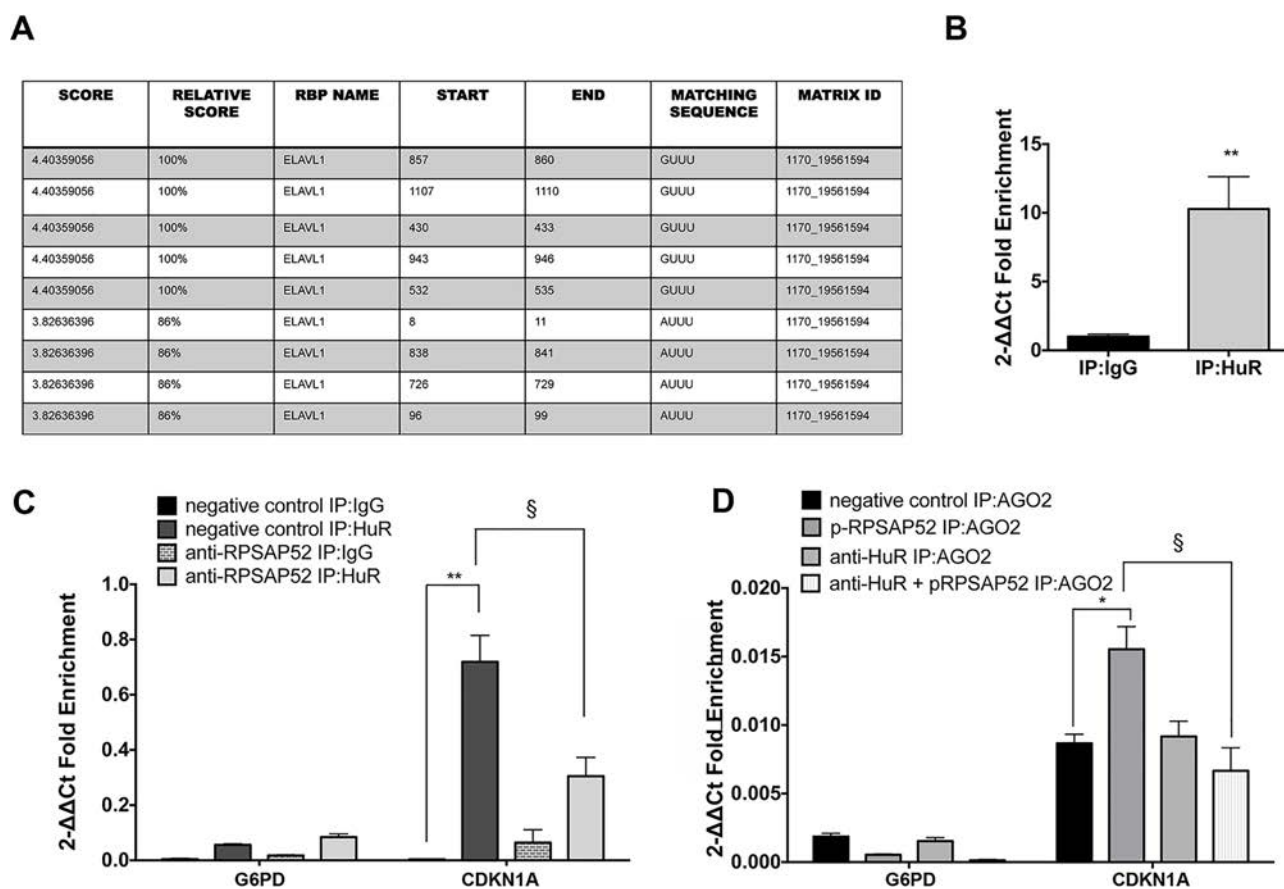 A
SCORE RELATIVE SCORE RBP NAME START END MATCHING SEQUENCE MATRIX ID
4.40359056 100% ELAVL1 857 860 GUUU 1170_19561594
4.40359056 100% ELAVL1 1107 1110 GUUU 1170_19561594
4.40359056 100% ELAVL1 430 433 GUUU 1170_19561594
4.40359056 100% ELAVL1 943 946 GUUU 1170_19561594
4.40359056 100% ELAVL1 532 535 GUUU 1170_19561594
3.82636396 86% ELAVL1 8 11 AUUU 1170_19561594
3.82636396 86% ELAVL1 838 841 AUUU 1170_19561594
3.82636396 86% ELAVL1 726 729 AUUU 1170_19561594
3.82636396 86% ELAVL1 96 99 AUUU 1170_19561594
B
2-ΔΔCt Fold Enrichment
15
10
5
0
**
IP:IgG IP:HuR
C
negative control IP:IgG
negative control IP:HuR
anti-RPSAP52 IP:IgG
anti-RPSAP52 IP:HuR
2-ΔΔCt Fold Enrichment
1.0
0.8
0.6
0.4
0.2
0.0
**
§
G6PD CDKN1A
D
negative control IP:AGO2
p-RPSAP52 IP:AGO2
anti-HuR IP:AGO2
anti-HuR + pRPSAP52 IP:AGO2
2-ΔΔCt Fold Enrichment
0.020
0.015
0.010
0.005
0.000
*
§
G6PD CDKN1A